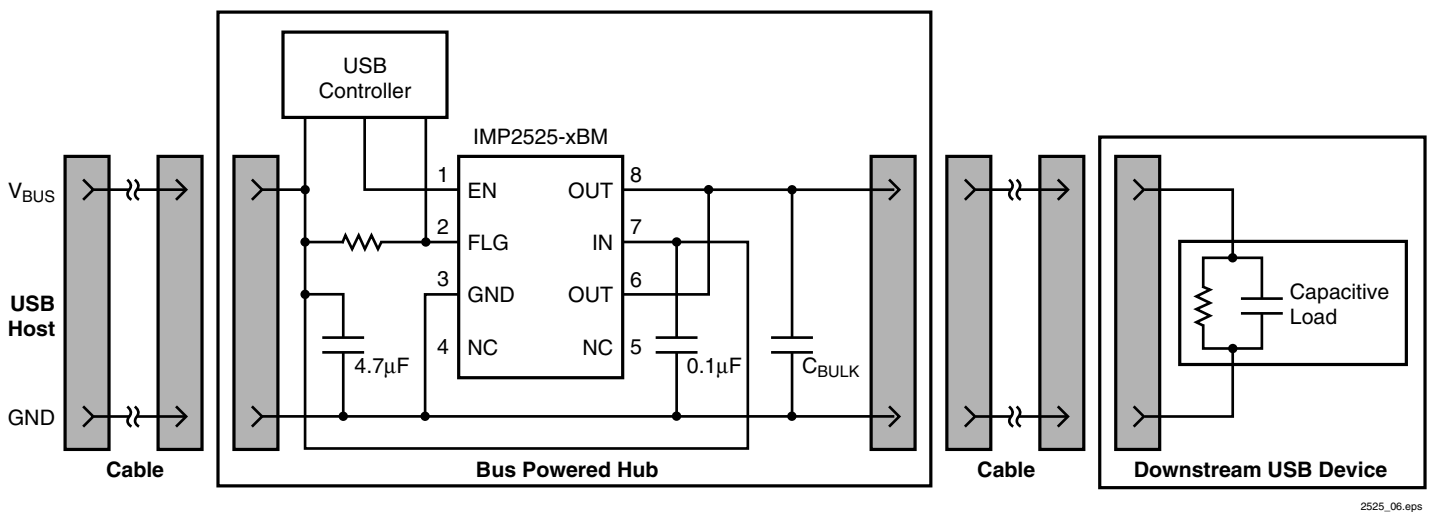 USB
Controller
IMP2525-xBM
VBUS
1
EN
OUT
8
2
FLG
IN
7
3
GND
OUT
6
4
NC
NC
5
4.7µF
0.1µF
CBULK
USB
Host
GND
Capacitive
Load
Cable
Bus Powered Hub
Cable
Downstream USB Device
2525_06.eps